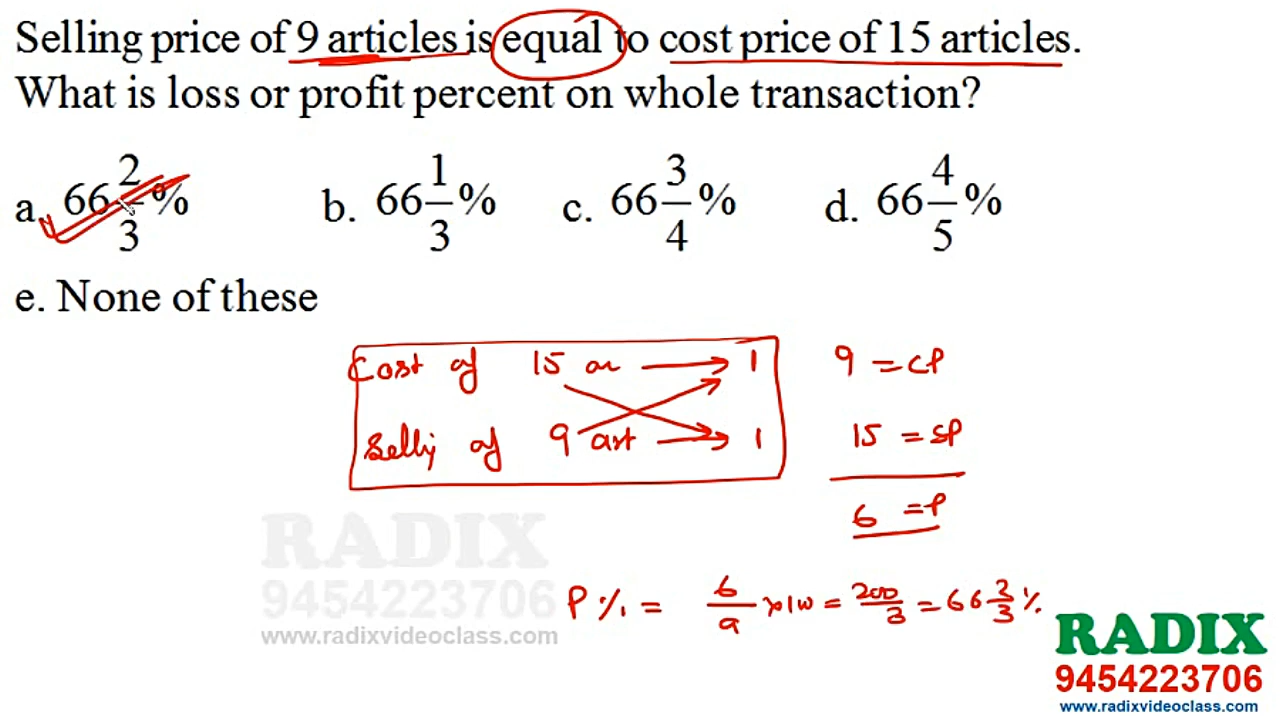 Selling price of 9 articles is equal to cost price of 15 articles.
What is loss or profit percent on whole transaction?
a. 66 2/3 % b. 66 1/3 % c. 66 3/4 % d. 66 4/5 %
e. None of these
Cost of 15 ar → 1 9 = CP
Selli of 9 art → 1 15 = SP
6 = P
P % = 6/9 x 100 = 200/3 = 66 2/3 %
RADIX
9454223706
www.radixvideoclass.com
RADIX
9454223706
www.radixvideoclass.com